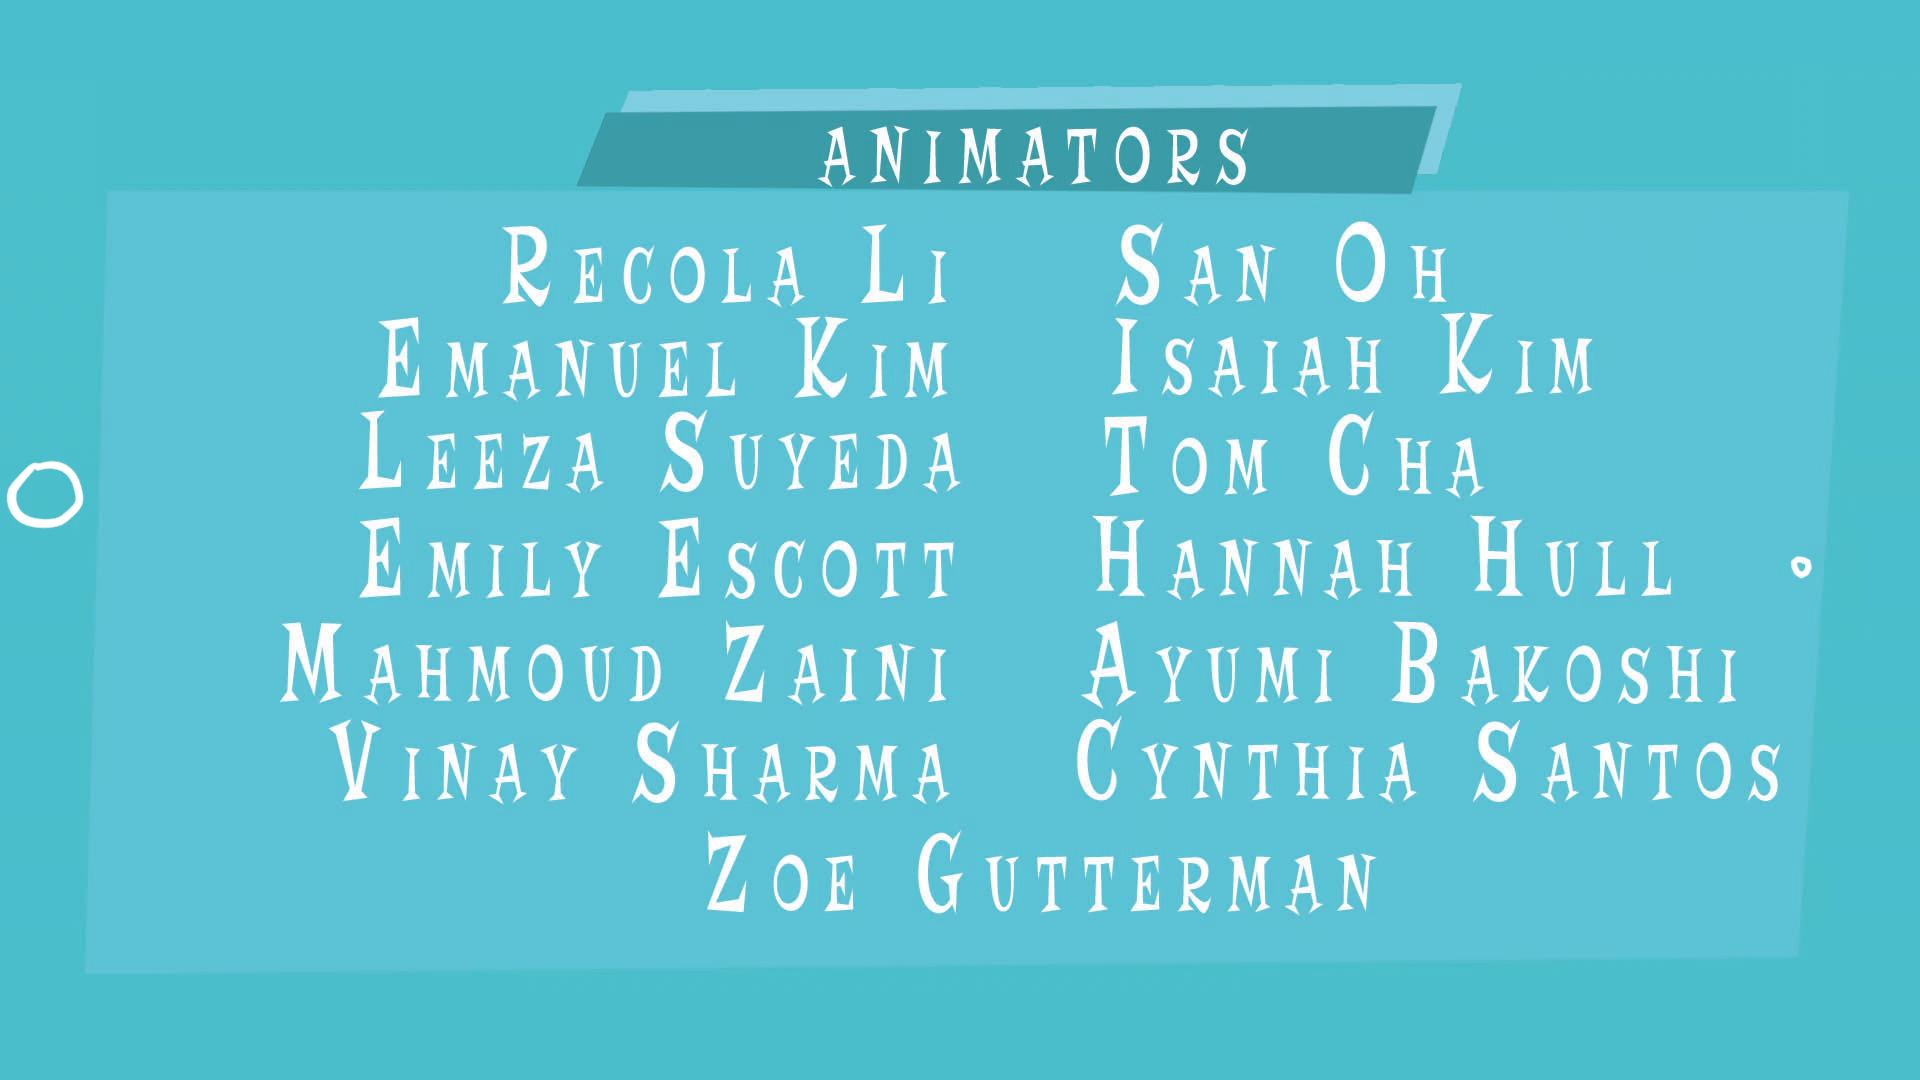 ANIMATORS
RECOLA LI SAN OH
EMANUEL KIM ISAIAH KIM
LEEZA SUYEDA TOM CHA
EMILY ESCOTT HANNAH HULL
MAHMOUD ZAINI AYUMI BAKOSHI
VINAY SHARMA CYNTHIA SANTOS
ZOE GUTTERMAN